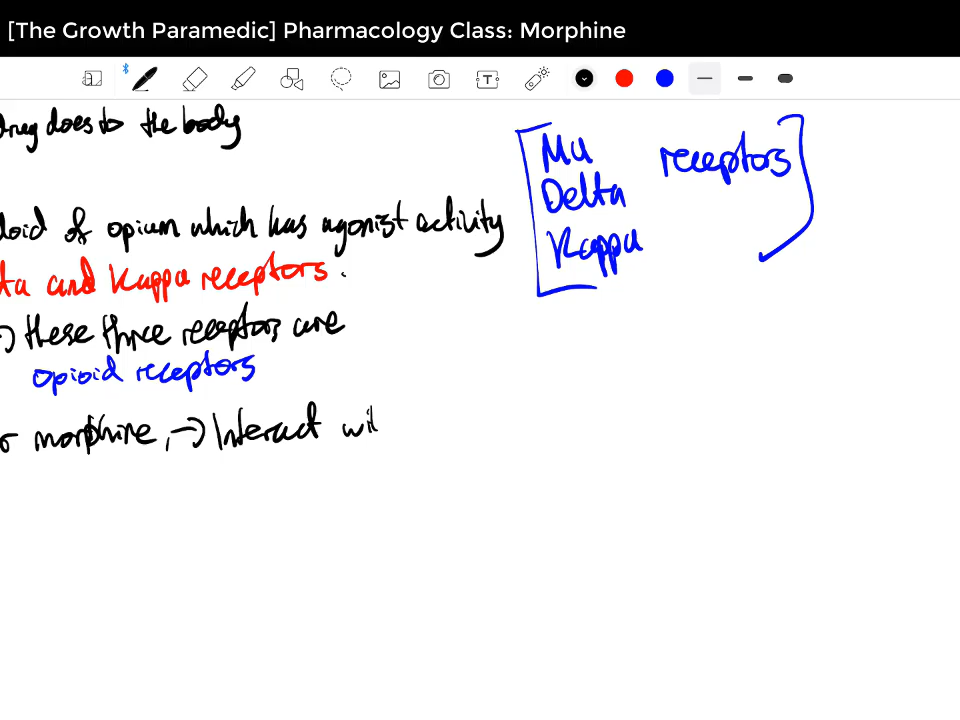 [The Growth Paramedic] Pharmacology Class: Morphine
drug does to the body
loid of opium which has agonist activity
ta and Kappa receptors.
→ these three receptors are
opioid receptors
r morphine, → Interact wi
Mu receptors
Delta
Kappa